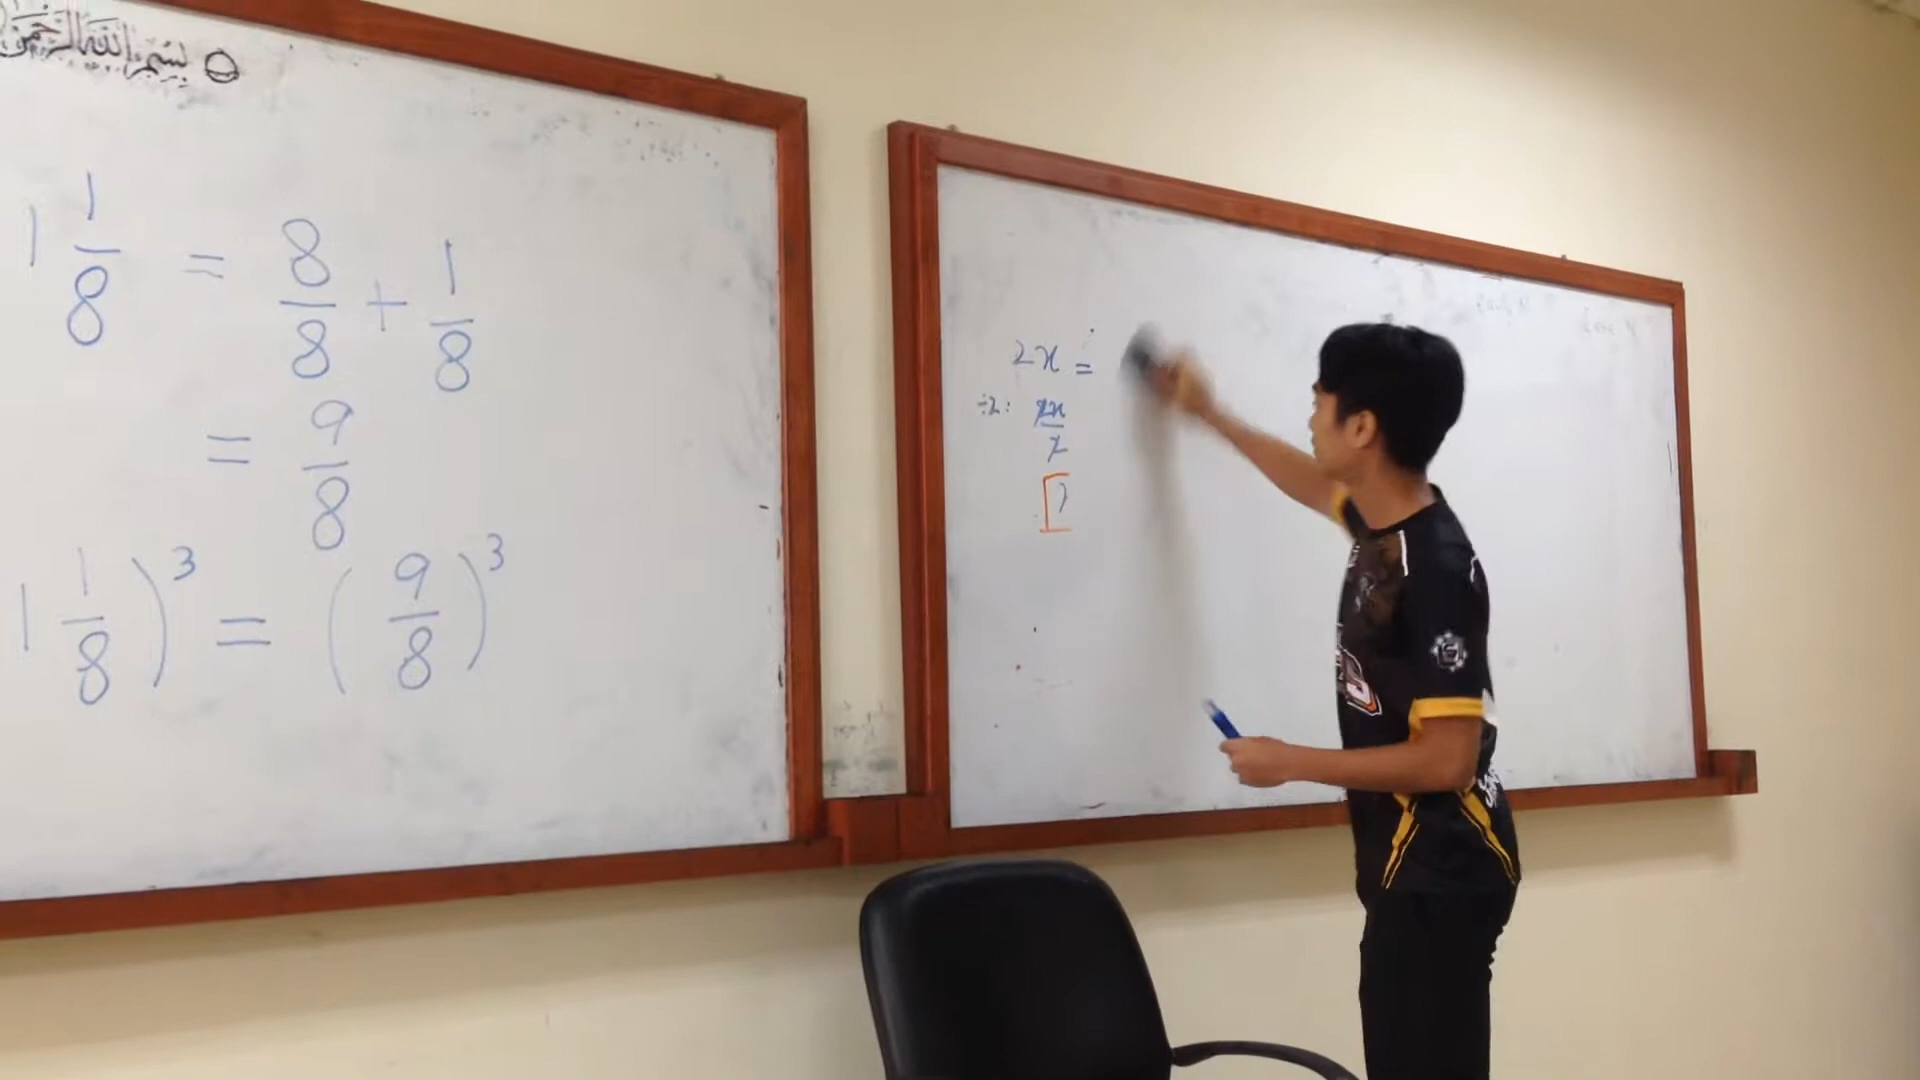 بسم الله الرحمن
1 1/8 = 8/8 + 1/8
= 9/8
1 1/8 )³ = ( 9/8 )³
2x =
÷2: 2x/2